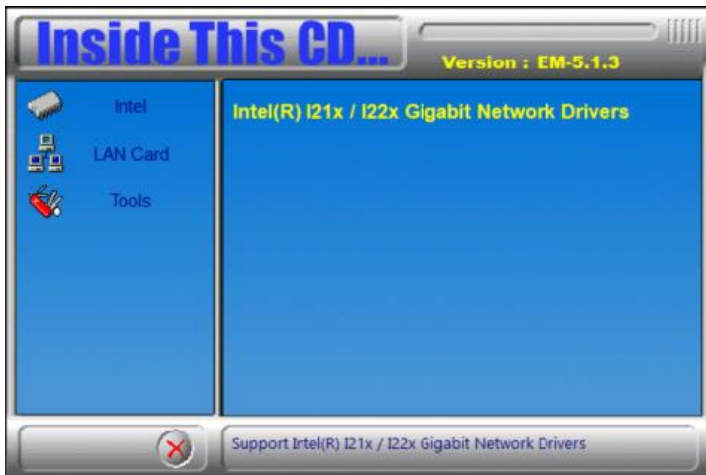 Inside This CD...
Version : EM-5.1.3
Intel
LAN Card
Tools
Intel(R) I21x / I22x Gigabit Network Drivers
Support Intel(R) I21x / I22x Gigabit Network Drivers